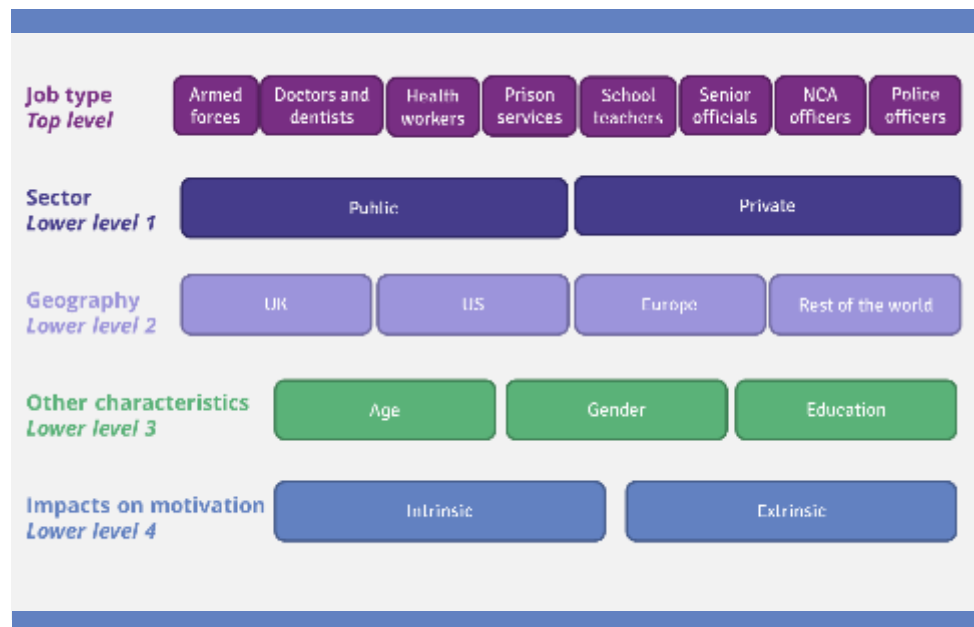 Job type
Top level
Armed
forces
Doctors and
dentists
Health
workers
Prison
services
School
teachers
Senior
officials
NCA
officers
Police
officers
Sector
Lower level 1
Public
Private
Geography
Lower level 2
UK
US
Europe
Rest of the world
Other characteristics
Lower level 3
Age
Gender
Education
Impacts on motivation
Lower level 4
Intrinsic
Extrinsic